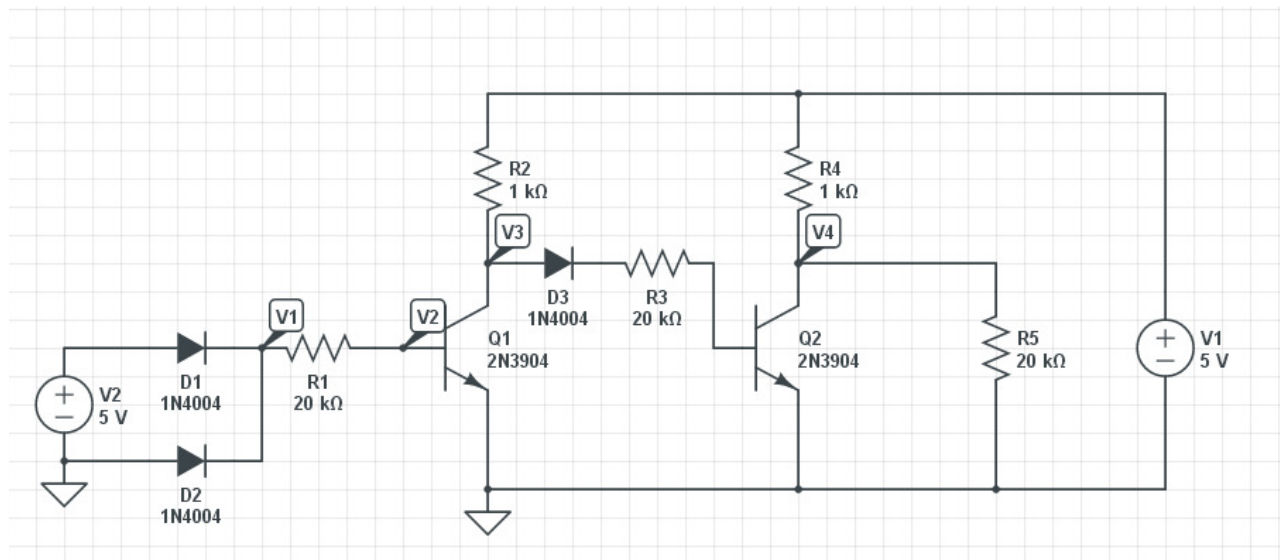 R2
1 kΩ
R4
1 kΩ
V3
V4
D3
1N4004
R3
20 kΩ
V1
V2
Q1
2N3904
Q2
2N3904
R5
20 kΩ
+
−
V1
5 V
D1
1N4004
R1
20 kΩ
+
−
V2
5 V
D2
1N4004